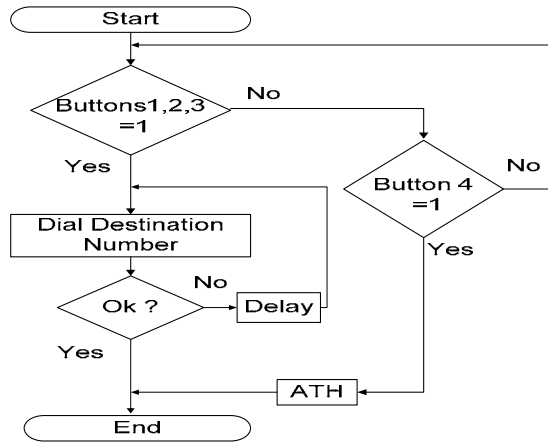 Start
Buttons1,2,3
=1
No
Yes
Button 4
=1
No
Yes
Dial Destination
Number
Ok ?
No
Delay
Yes
ATH
End